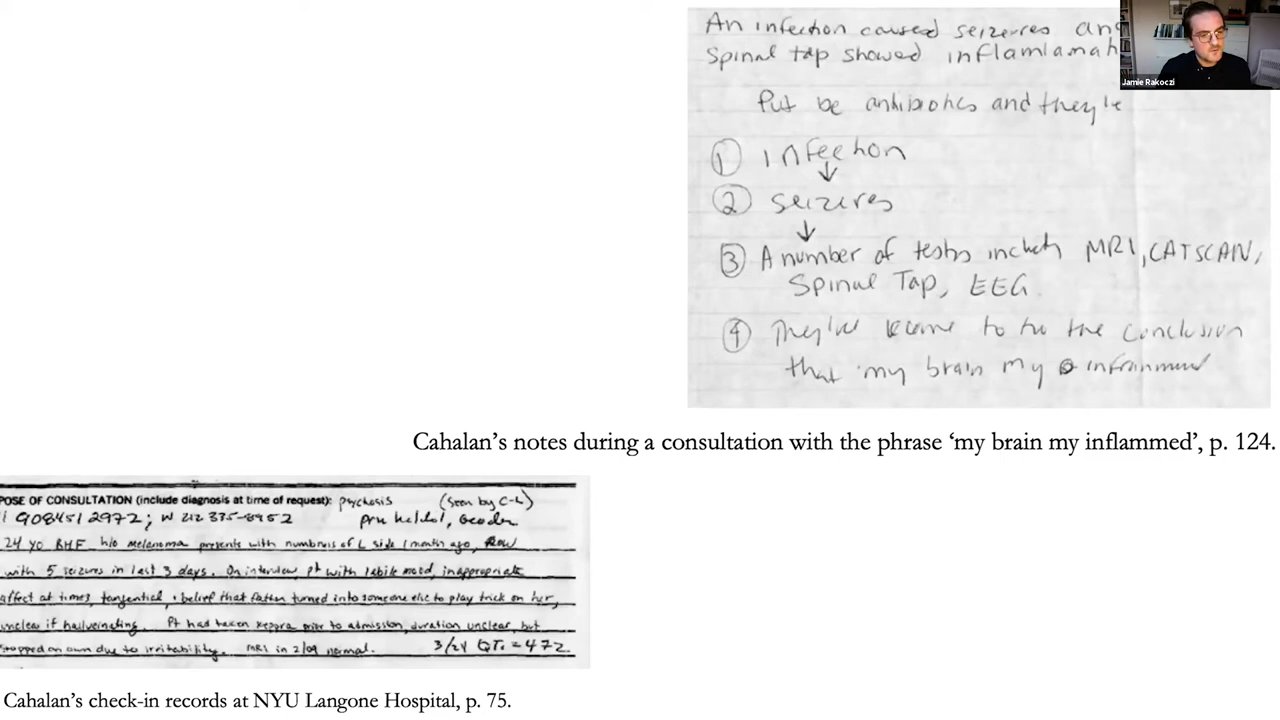 An infection caused seizures and
Spinal tap showed inflamamah
Jamie Rakoczi
Put be antibiotics and they're
① infection
↓
② seizures
↓
③ A number of tests includ MRI, CATSCAN,
Spinal Tap, EEG.
④ They've to the conclusion
that my brain my
Cahalan's notes during a consultation with the phrase ‘my brain my inflammed’, p. 124.
POSE OF CONSULTATION (include diagnosis at time of request): psychosis (seen by C-L)
9084512972; W 212 375-8952 prn haldol, Geodon
24 yo RHF h/o melanoma presents with numbness of L side 1 month ago, now
with 5 seizures in last 3 days. On interview pt with labile mood, inappropriate
affect at times, tangential, + belief that father turned into someone else to play trick on her,
unclear if hallucinating. Pt had taken keppra prior to admission, duration unclear, but
stopped on own due to irritability. MRI in 2/09 normal. 3/24 QTc = 472
Cahalan's check-in records at NYU Langone Hospital, p. 75.